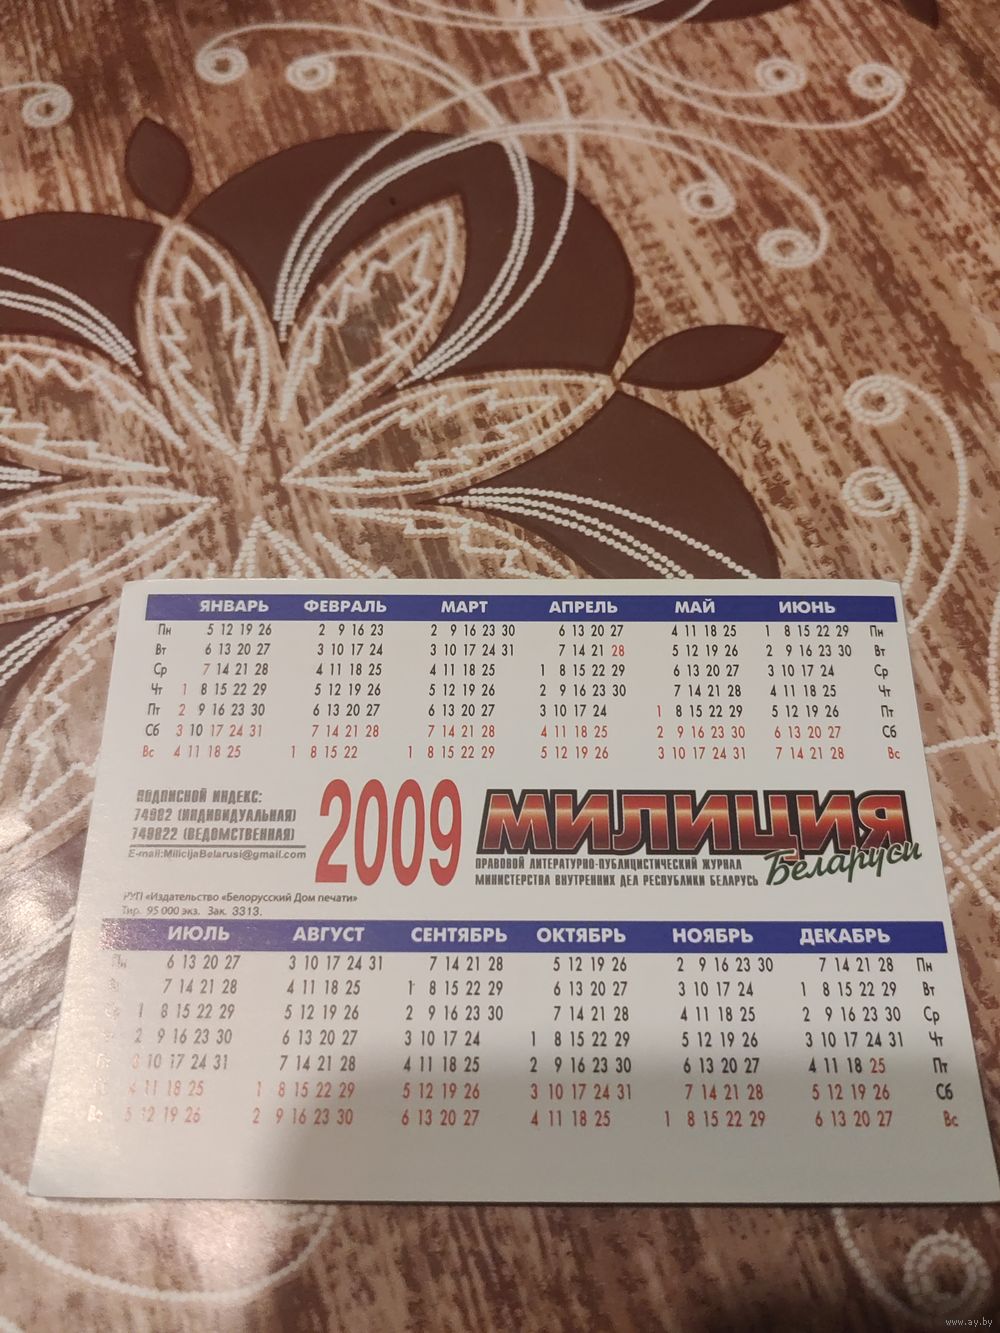 ЯНВАРЬ ФЕВРАЛЬ МАРТ АПРЕЛЬ МАЙ ИЮНЬ
Пн 5 12 19 26 2 9 16 23 2 9 16 23 30 6 13 20 27 4 11 18 25 1 8 15 22 29 Пн
Вт 6 13 20 27 3 10 17 24 3 10 17 24 31 7 14 21 28 5 12 19 26 2 9 16 23 30 Вт
Ср 7 14 21 28 4 11 18 25 4 11 18 25 1 8 15 22 29 6 13 20 27 3 10 17 24 Ср
Чт 1 8 15 22 29 5 12 19 26 5 12 19 26 2 9 16 23 30 7 14 21 28 4 11 18 25 Чт
Пт 2 9 16 23 30 6 13 20 27 6 13 20 27 3 10 17 24 1 8 15 22 29 5 12 19 26 Пт
Сб 3 10 17 24 31 7 14 21 28 7 14 21 28 4 11 18 25 2 9 16 23 30 6 13 20 27 Сб
Вс 4 11 18 25 1 8 15 22 1 8 15 22 29 5 12 19 26 3 10 17 24 31 7 14 21 28 Вс
ПОДПИСНОЙ ИНДЕКС:
74982 (ИНДИВИДУАЛЬНАЯ)
749822 (ВЕДОМСТВЕННАЯ)
E-mail:MilicijaBelarusi@gmail.com
2009
МИЛИЦИЯ
Беларуси
ПРАВОВОЙ ЛИТЕРАТУРНО-ПУБЛИЦИСТИЧЕСКИЙ ЖУРНАЛ
МИНИСТЕРСТВА ВНУТРЕННИХ ДЕЛ РЕСПУБЛИКИ БЕЛАРУСЬ
РУП «Издательство «Белорусский Дом печати»
Тир. 95 000 экз. Зак. 3313.
ИЮЛЬ АВГУСТ СЕНТЯБРЬ ОКТЯБРЬ НОЯБРЬ ДЕКАБРЬ
Пн 6 13 20 27 3 10 17 24 31 7 14 21 28 5 12 19 26 2 9 16 23 30 7 14 21 28 Пн
7 14 21 28 4 11 18 25 1 8 15 22 29 6 13 20 27 3 10 17 24 1 8 15 22 29 Вт
1 8 15 22 29 5 12 19 26 2 9 16 23 30 7 14 21 28 4 11 18 25 2 9 16 23 30 Ср
2 9 16 23 30 6 13 20 27 3 10 17 24 1 8 15 22 29 5 12 19 26 3 10 17 24 31 Чт
3 10 17 24 31 7 14 21 28 4 11 18 25 2 9 16 23 30 6 13 20 27 4 11 18 25 Пт
4 11 18 25 1 8 15 22 29 5 12 19 26 3 10 17 24 31 7 14 21 28 5 12 19 26 Сб
Вс 5 12 19 26 2 9 16 23 30 6 13 20 27 4 11 18 25 1 8 15 22 29 6 13 20 27 Вс
www.ay.by